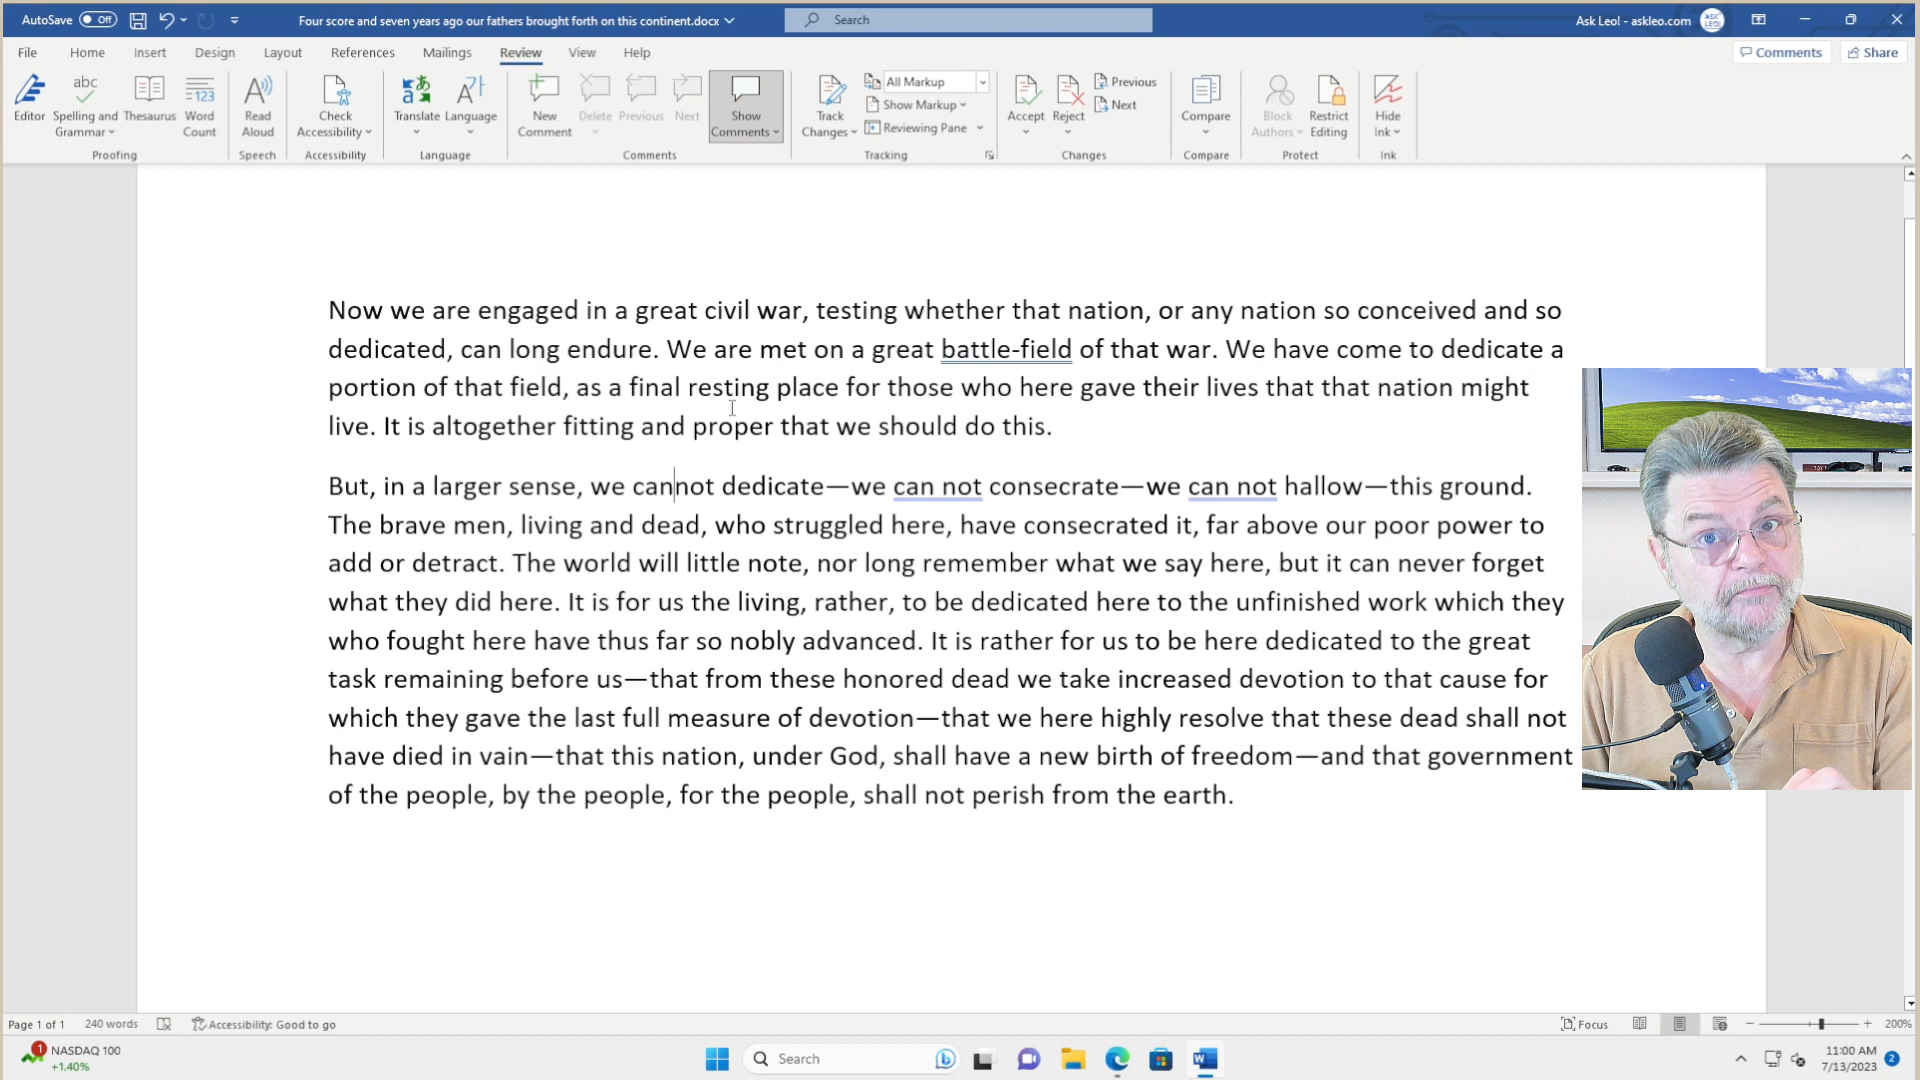 AutoSave Off Four score and seven years ago our fathers brought forth on this continent.docx Search Ask Leo! - askleo.com ASK LEO!
File Home Insert Design Layout References Mailings Review View Help Comments Share
Editor
abc Spelling and Grammar
Thesaurus
123 Word Count
Proofing
Read Aloud
Speech
Check Accessibility
Accessibility
Translate
Language
Language
New Comment
Delete
Previous
Next
Show Comments
Comments
Track Changes
All Markup
Show Markup
Reviewing Pane
Tracking
Accept
Reject
Previous
Next
Changes
Compare
Compare
Block Authors
Restrict Editing
Protect
Hide Ink
Ink
Now we are engaged in a great civil war, testing whether that nation, or any nation so conceived and so
dedicated, can long endure. We are met on a great battle-field of that war. We have come to dedicate a
portion of that field, as a final resting place for those who here gave their lives that that nation might
live. It is altogether fitting and proper that we should do this.
But, in a larger sense, we cannot dedicate—we can not consecrate—we can not hallow—this ground.
The brave men, living and dead, who struggled here, have consecrated it, far above our poor power to
add or detract. The world will little note, nor long remember what we say here, but it can never forget
what they did here. It is for us the living, rather, to be dedicated here to the unfinished work which they
who fought here have thus far so nobly advanced. It is rather for us to be here dedicated to the great
task remaining before us—that from these honored dead we take increased devotion to that cause for
which they gave the last full measure of devotion—that we here highly resolve that these dead shall not
have died in vain—that this nation, under God, shall have a new birth of freedom—and that government
of the people, by the people, for the people, shall not perish from the earth.
Page 1 of 1 240 words Accessibility: Good to go Focus 200%
1 NASDAQ 100
+1.40%
Search
11:00 AM
7/13/2023
2